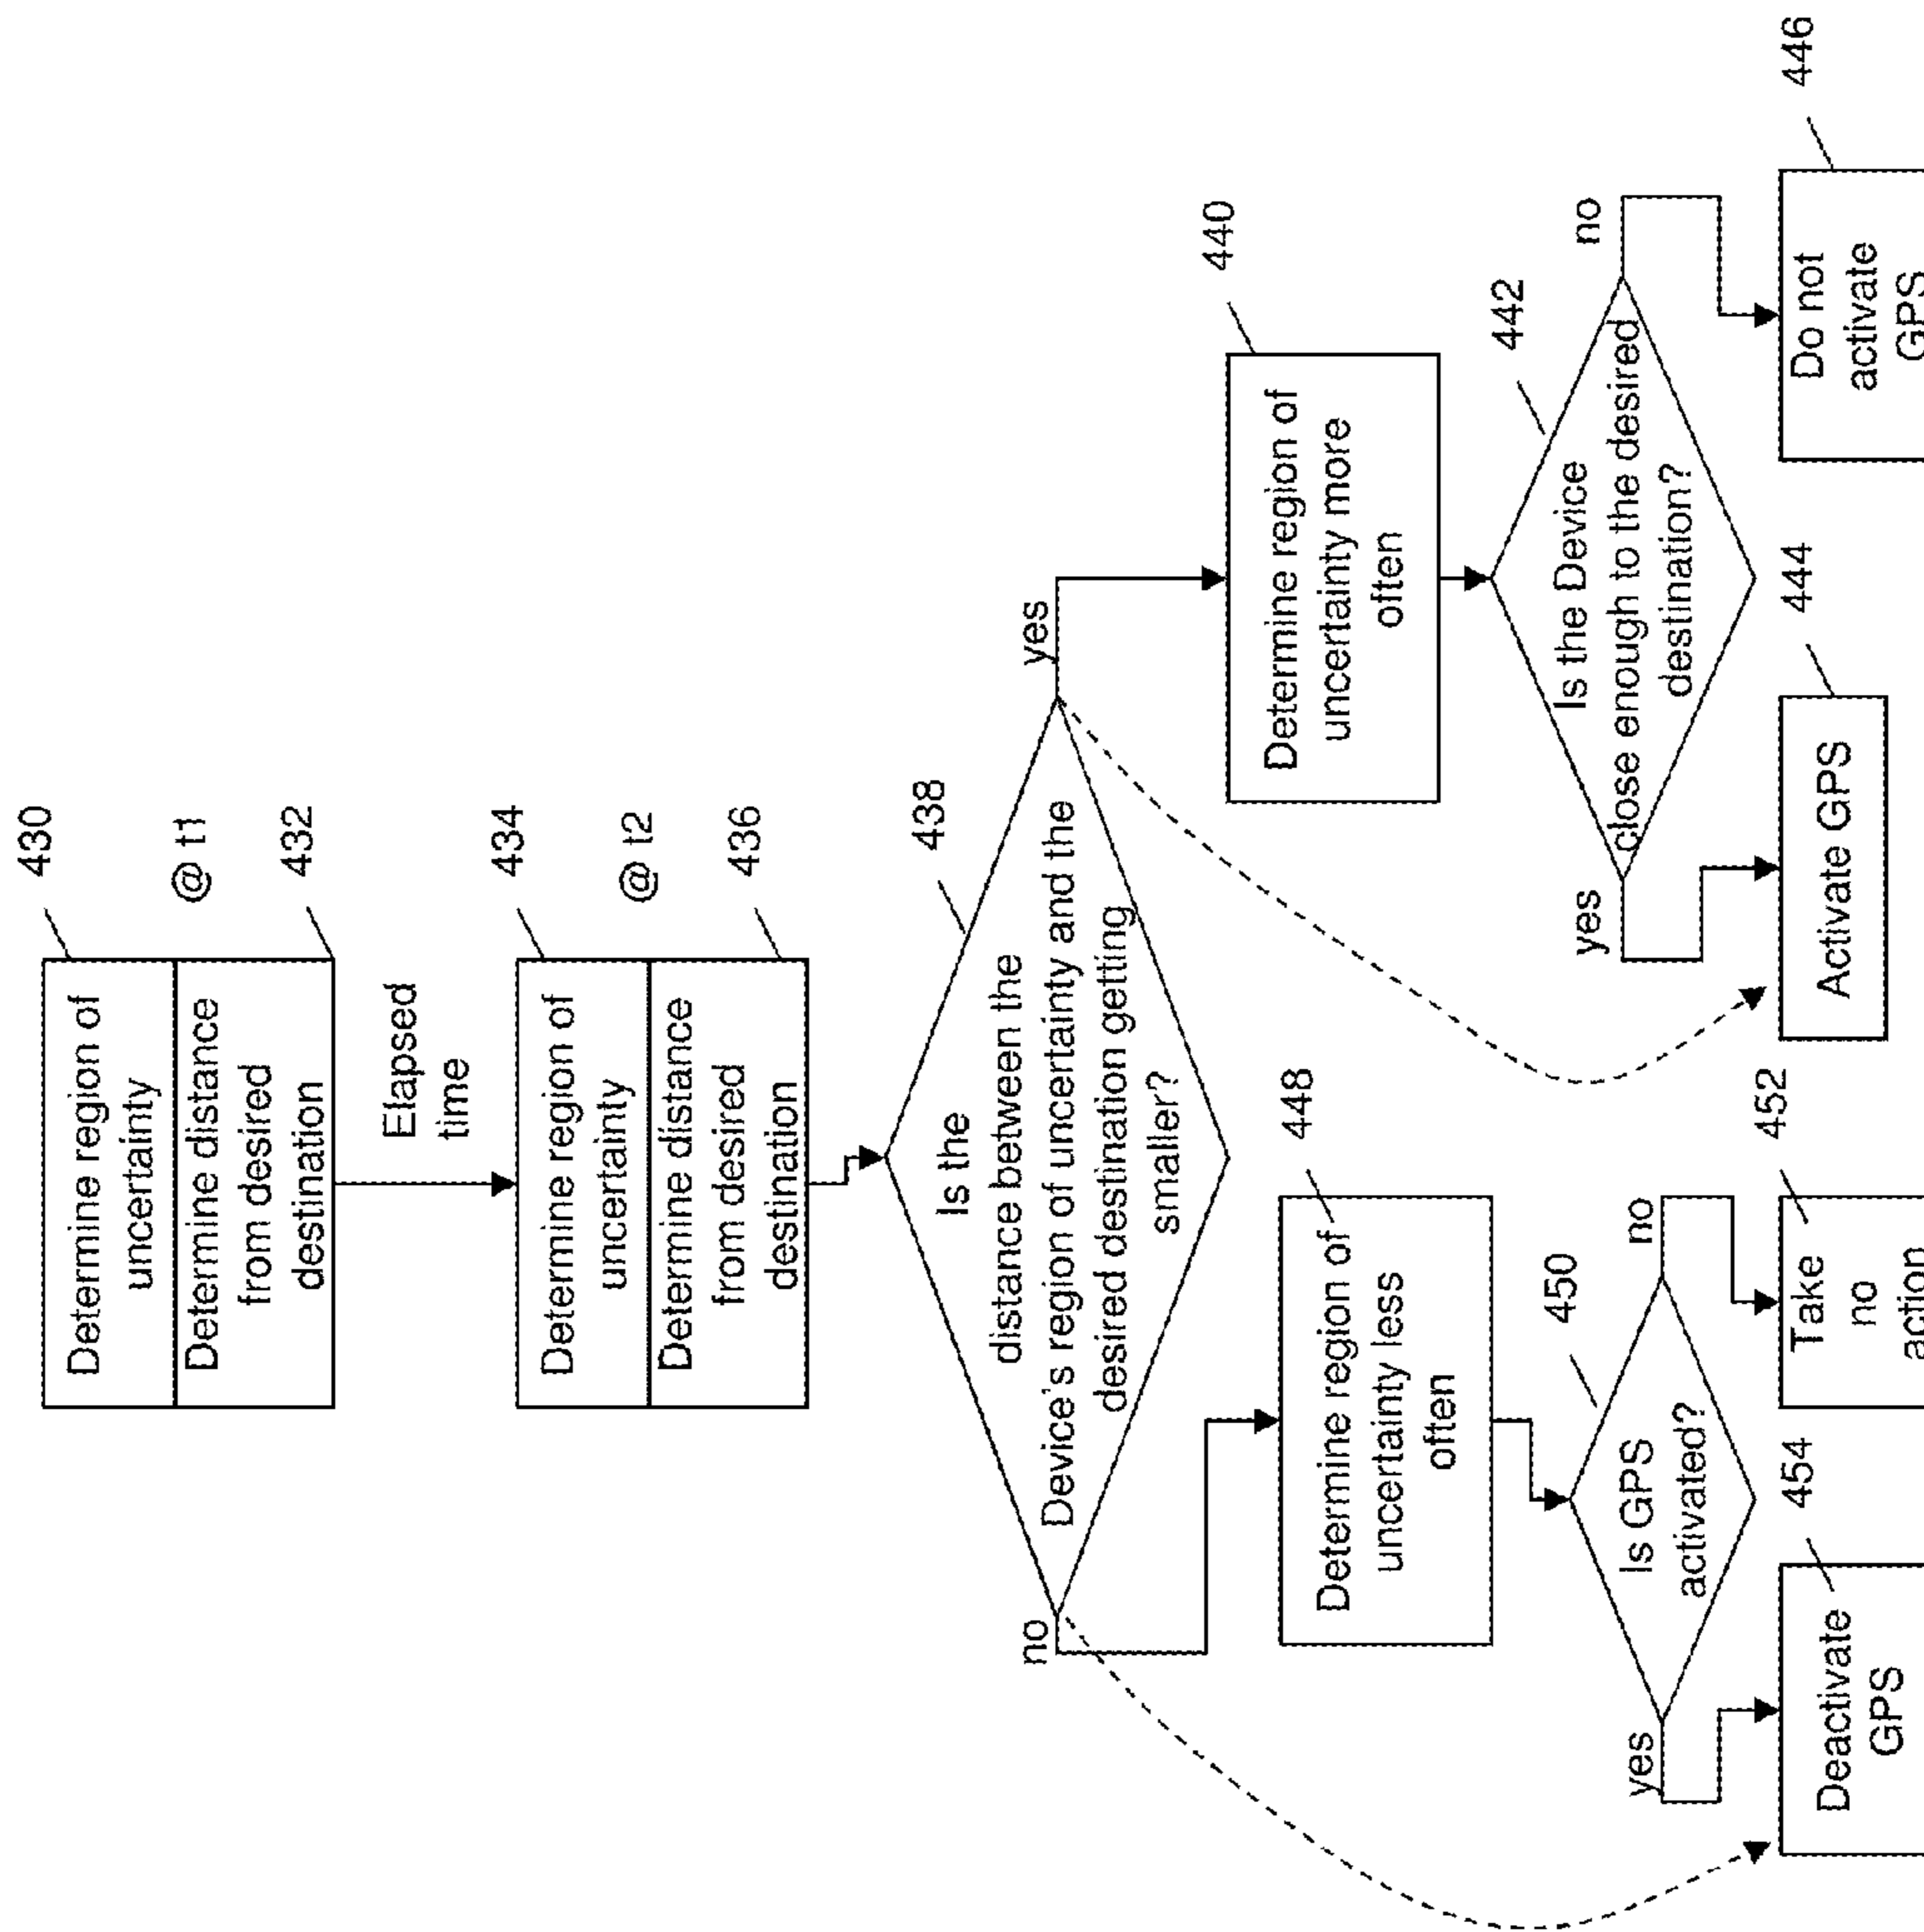 Determine region of
uncertainty
430
@ t1
Determine distance
from desired
destination
432
Elapsed
time
Determine region of
uncertainty
434
@ t2
Determine distance
from desired
destination
436
438
Is the
distance between the
Device's region of uncertainty and the
desired destination getting
smaller?
no
yes
448
Determine region of
uncertainty less
often
440
Determine region of
uncertainty more
often
450
Is GPS
activated?
yes
no
442
Is the Device
close enough to the desired
destination?
yes
no
454
Deactivate
GPS
452
Take
no
action
444
Activate GPS
446
Do not
activate
GPS